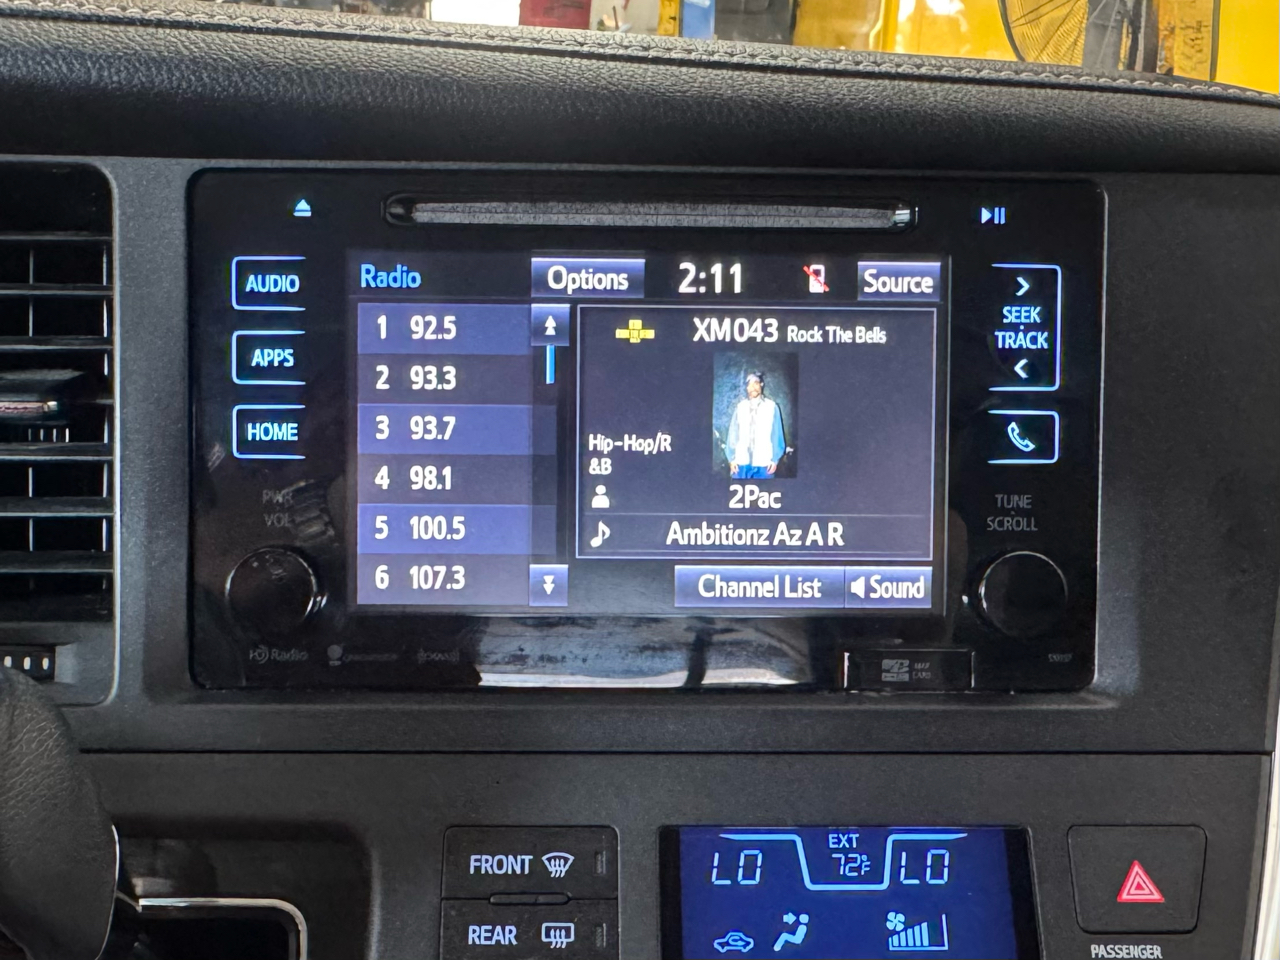 AUDIO
APPS
HOME
PWR
VOL
HD Radio
Radio
Options
2:11
Source
1 92.5
2 93.3
3 93.7
4 98.1
5 100.5
6 107.3
XM043 Rock The Bells
Hip-Hop/R
&B
2Pac
Ambitionz Az A R
Channel List
Sound
SEEK
TRACK
TUNE
SCROLL
FRONT
REAR
EXT
LO
72°F
LO
PASSENGER